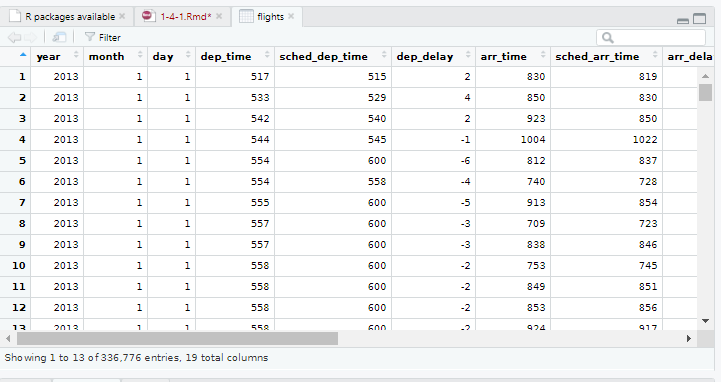 R packages available × 1-4-1.Rmd* × flights ×
Filter
year month day dep_time sched_dep_time dep_delay arr_time sched_arr_time arr_dela
1 2013 1 1 517 515 2 830 819
2 2013 1 1 533 529 4 850 830
3 2013 1 1 542 540 2 923 850
4 2013 1 1 544 545 -1 1004 1022
5 2013 1 1 554 600 -6 812 837
6 2013 1 1 554 558 -4 740 728
7 2013 1 1 555 600 -5 913 854
8 2013 1 1 557 600 -3 709 723
9 2013 1 1 557 600 -3 838 846
10 2013 1 1 558 600 -2 753 745
11 2013 1 1 558 600 -2 849 851
12 2013 1 1 558 600 -2 853 856
13 2013 1 1 558 600 -2 924 917
Showing 1 to 13 of 336,776 entries, 19 total columns